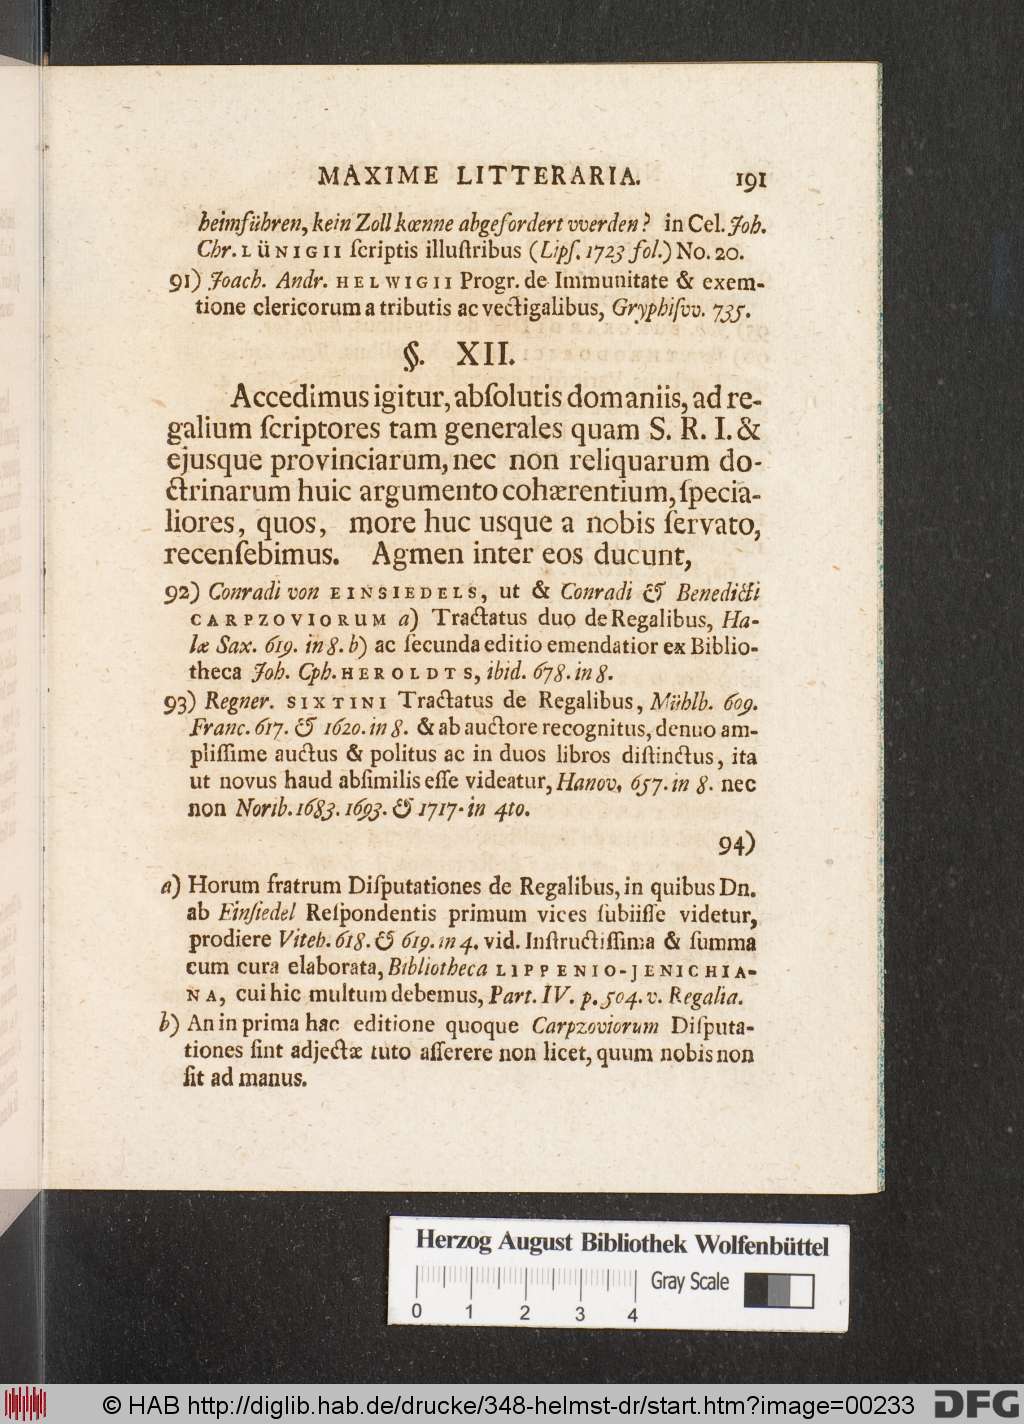 MAXIME LITTERARIA. 191
heimführen, kein Zoll kœnne abgefordert vverden? in Cel. Joh.
Chr. LÜNIGII ſcriptis illuſtribus (Lipſ. 1723 fol.) No. 20.
91) Joach. Andr. HELWIGII Progr. de Immunitate & exem-
tione clericorum a tributis ac vectigalibus, Gryphiſvv. 735.
§. XII.
Accedimus igitur, abſolutis domaniis, ad re-
galium ſcriptores tam generales quam S. R. I. &
ejusque provinciarum, nec non reliquarum do-
ctrinarum huic argumento cohærentium, ſpecia-
liores, quos, more huc usque a nobis ſervato,
recenſebimus. Agmen inter eos ducunt,
92) Conradi von EINSIEDELS, ut & Conradi & Benedicti
CARPZOVIORUM a) Tractatus duo de Regalibus, Ha-
læ Sax. 619. in 8. b) ac ſecunda editio emendatior ex Biblio-
theca Joh. Cph. HEROLDTS, ibid. 678. in 8.
93) Regner. SIXTINI Tractatus de Regalibus, Mühlb. 609.
Franc. 617. & 1620. in 8. & ab auctore recognitus, denuo am-
pliſſime auctus & politus ac in duos libros diſtinctus, ita
ut novus haud abſimilis eſſe videatur, Hanov. 657. in 8. nec
non Norib. 1683. 1693. & 1717. in 4to.
94)
a) Horum fratrum Diſputationes de Regalibus, in quibus Dn.
ab Einſiedel Reſpondentis primum vices ſubiiſſe videtur,
prodiere Viteb. 618. & 619. in 4. vid. Inſtructiſſima & ſumma
cum cura elaborata, Bibliotheca LIPPENIO-JENICHIA-
NA, cui hic multum debemus, Part. IV. p. 504. v. Regalia.
b) An in prima hac editione quoque Carpzoviorum Diſputa-
tiones ſint adjectæ tuto aſſerere non licet, quum nobis non
ſit ad manus.
Herzog August Bibliothek Wolfenbüttel
Gray Scale
0 1 2 3 4
© HAB http://diglib.hab.de/drucke/348-helmst-dr/start.htm?image=00233
DFG